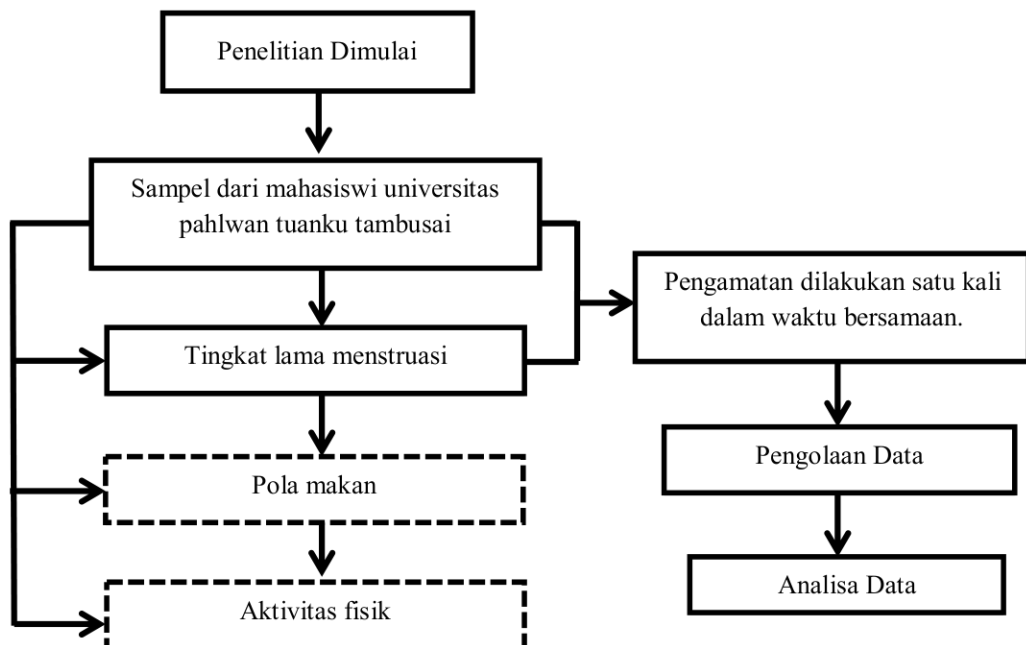 Penelitian Dimulai
Sampel dari mahasiswi universitas
pahlwan tuanku tambusai
Tingkat lama menstruasi
Pola makan
Aktivitas fisik
Pengamatan dilakukan satu kali
dalam waktu bersamaan.
Pengolaan Data
Analisa Data